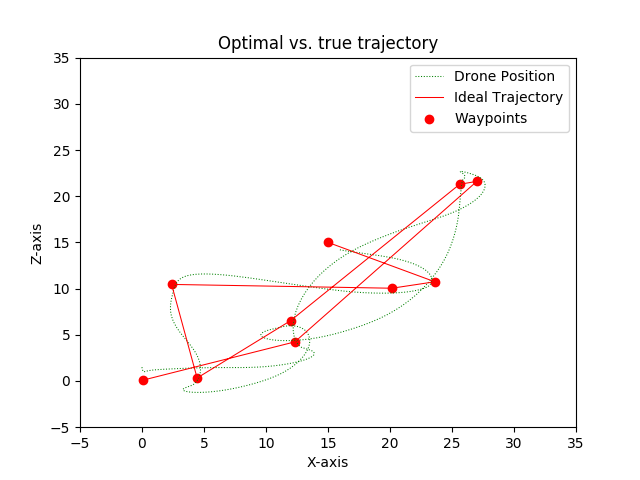 Optimal vs. true trajectory
Drone Position
Ideal Trajectory
Waypoints
35
30
25
20
15
10
5
0
−5
Z-axis
−5 0 5 10 15 20 25 30 35
X-axis